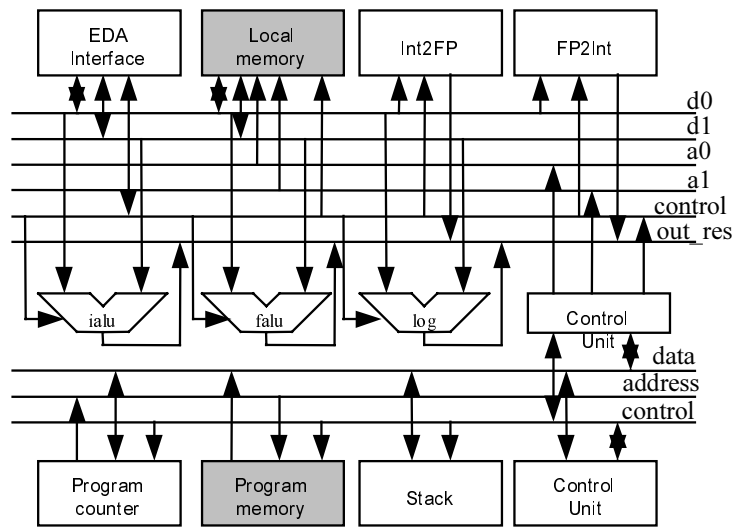 EDA
Interface
Local
memory
Int2FP
FP2Int
d0
d1
a0
a1
control
out_res
ialu
falu
log
Control
Unit
data
address
control
Program
counter
Program
memory
Stack
Control
Unit